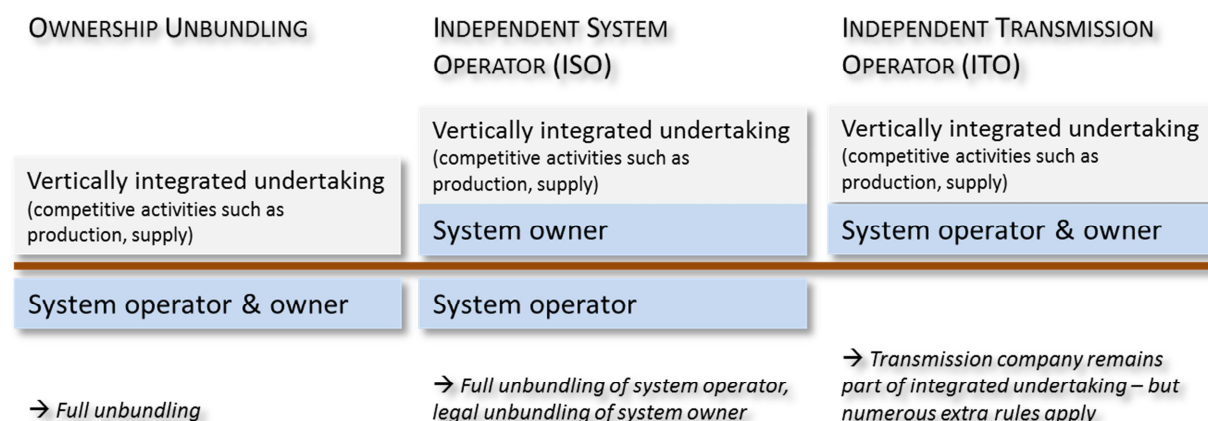 OWNERSHIP UNBUNDLING
Vertically integrated undertaking
(competitive activities such as
production, supply)
System operator & owner
→ Full unbundling
INDEPENDENT SYSTEM
OPERATOR (ISO)
Vertically integrated undertaking
(competitive activities such as
production, supply)
System owner
System operator
→ Full unbundling of system operator,
legal unbundling of system owner
INDEPENDENT TRANSMISSION
OPERATOR (ITO)
Vertically integrated undertaking
(competitive activities such as
production, supply)
System operator & owner
→ Transmission company remains
part of integrated undertaking – but
numerous extra rules apply